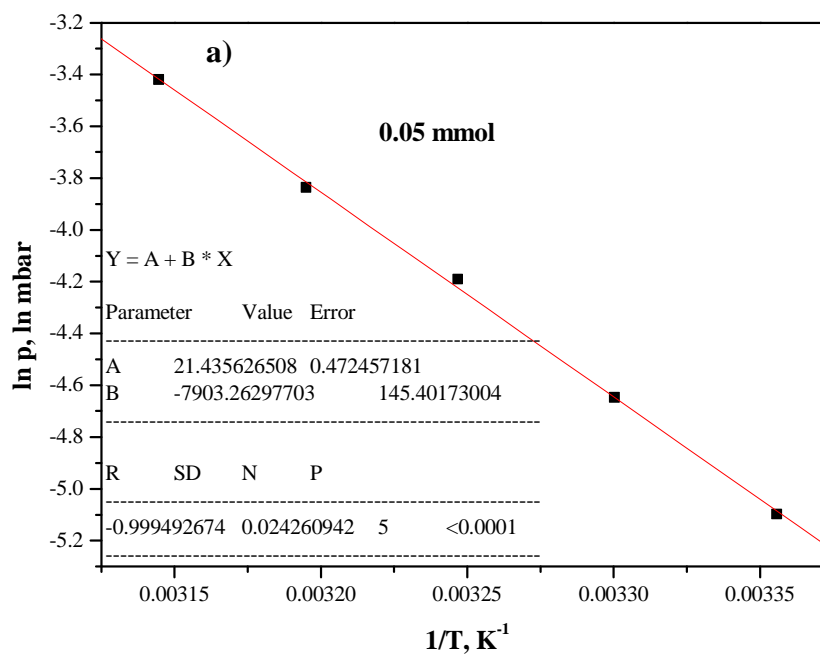 a)
0.05 mmol
ln p, ln mbar
-3.2
-3.4
-3.6
-3.8
-4.0
-4.2
-4.4
-4.6
-4.8
-5.0
-5.2
Y = A + B * X
Parameter Value Error
------------------------------------------------------------
A 21.435626508 0.472457181
B -7903.26297703 145.40173004
------------------------------------------------------------
R SD N P
------------------------------------------------------------
-0.999492674 0.024260942 5 <0.0001
------------------------------------------------------------
0.00315 0.00320 0.00325 0.00330 0.00335
1/T, K⁻¹